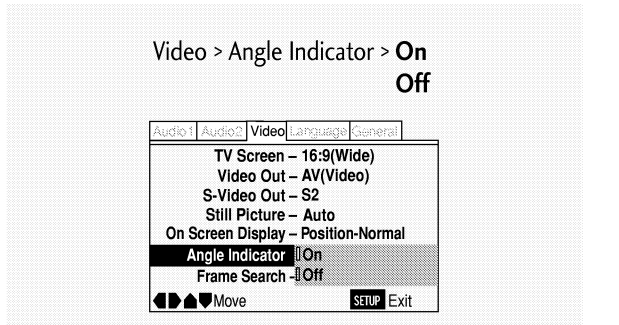 Video > Angle Indicator > On
Off
Audio1 Audio2 Video Language General
TV Screen – 16:9(Wide)
Video Out – AV(Video)
S-Video Out – S2
Still Picture – Auto
On Screen Display – Position-Normal
Angle Indicator On
Frame Search - Off
Move SETUP Exit